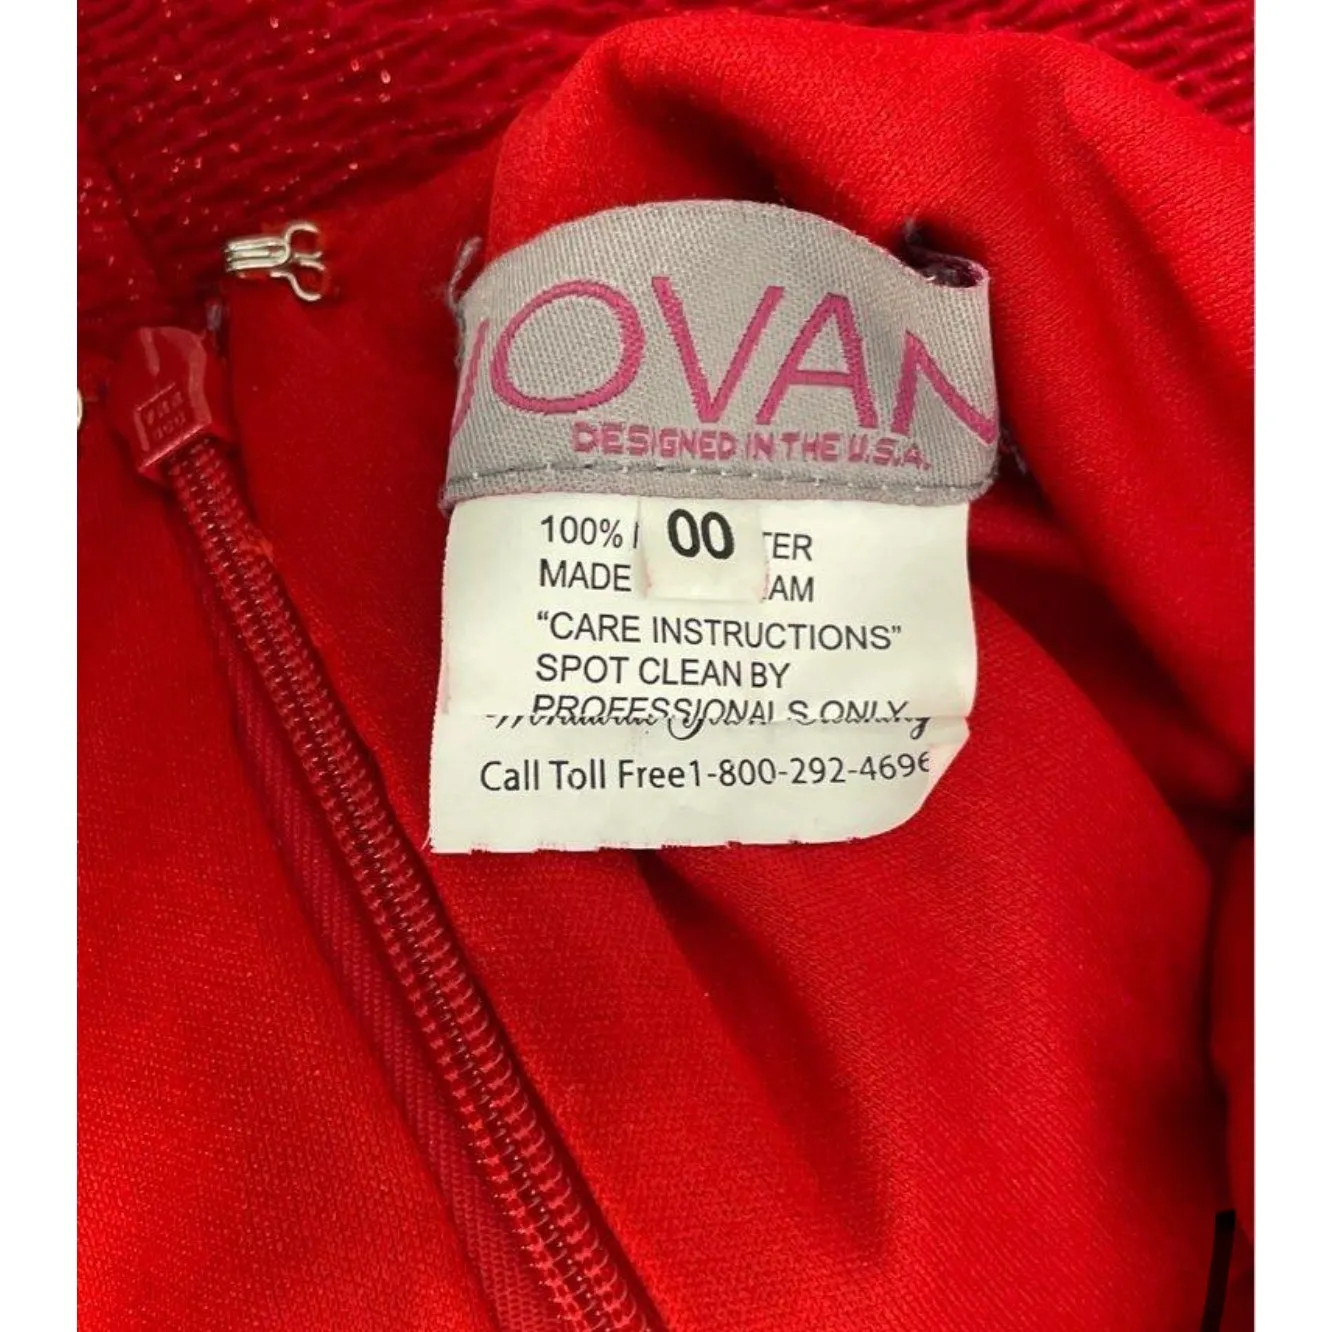 JOVAN
DESIGNED IN THE U.S.A.
00
100% TER
MADE AM
“CARE INSTRUCTIONS”
SPOT CLEAN BY
PROFESSIONALS ONLY
Call Toll Free1-800-292-4696